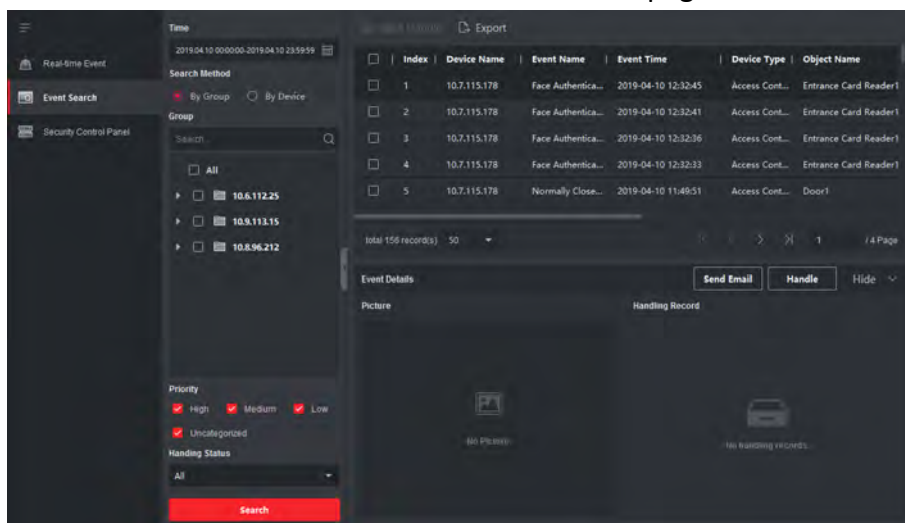 Real-time Event
Event Search
Security Control Panel
Time
2019.04.10 00:00:00-2019.04.10 23:59:59
Search Method
By Group By Device
Group
Search
All
10.6.112.25
10.9.113.15
10.8.96.212
Priority
High Medium Low
Uncategorized
Handing Status
All
Search
Export
Index Device Name Event Name Event Time Device Type Object Name
1 10.7.115.178 Face Authentica... 2019-04-10 12:32:45 Access Cont... Entrance Card Reader1
2 10.7.115.178 Face Authentica... 2019-04-10 12:32:41 Access Cont... Entrance Card Reader1
3 10.7.115.178 Face Authentica... 2019-04-10 12:32:36 Access Cont... Entrance Card Reader1
4 10.7.115.178 Face Authentica... 2019-04-10 12:32:33 Access Cont... Entrance Card Reader1
5 10.7.115.178 Normally Close... 2019-04-10 11:49:51 Access Cont... Door1
total 156 record(s) 50 1 /4 Page
Event Details Send Email Handle Hide
Picture Handling Record
No Picture
No handling records.